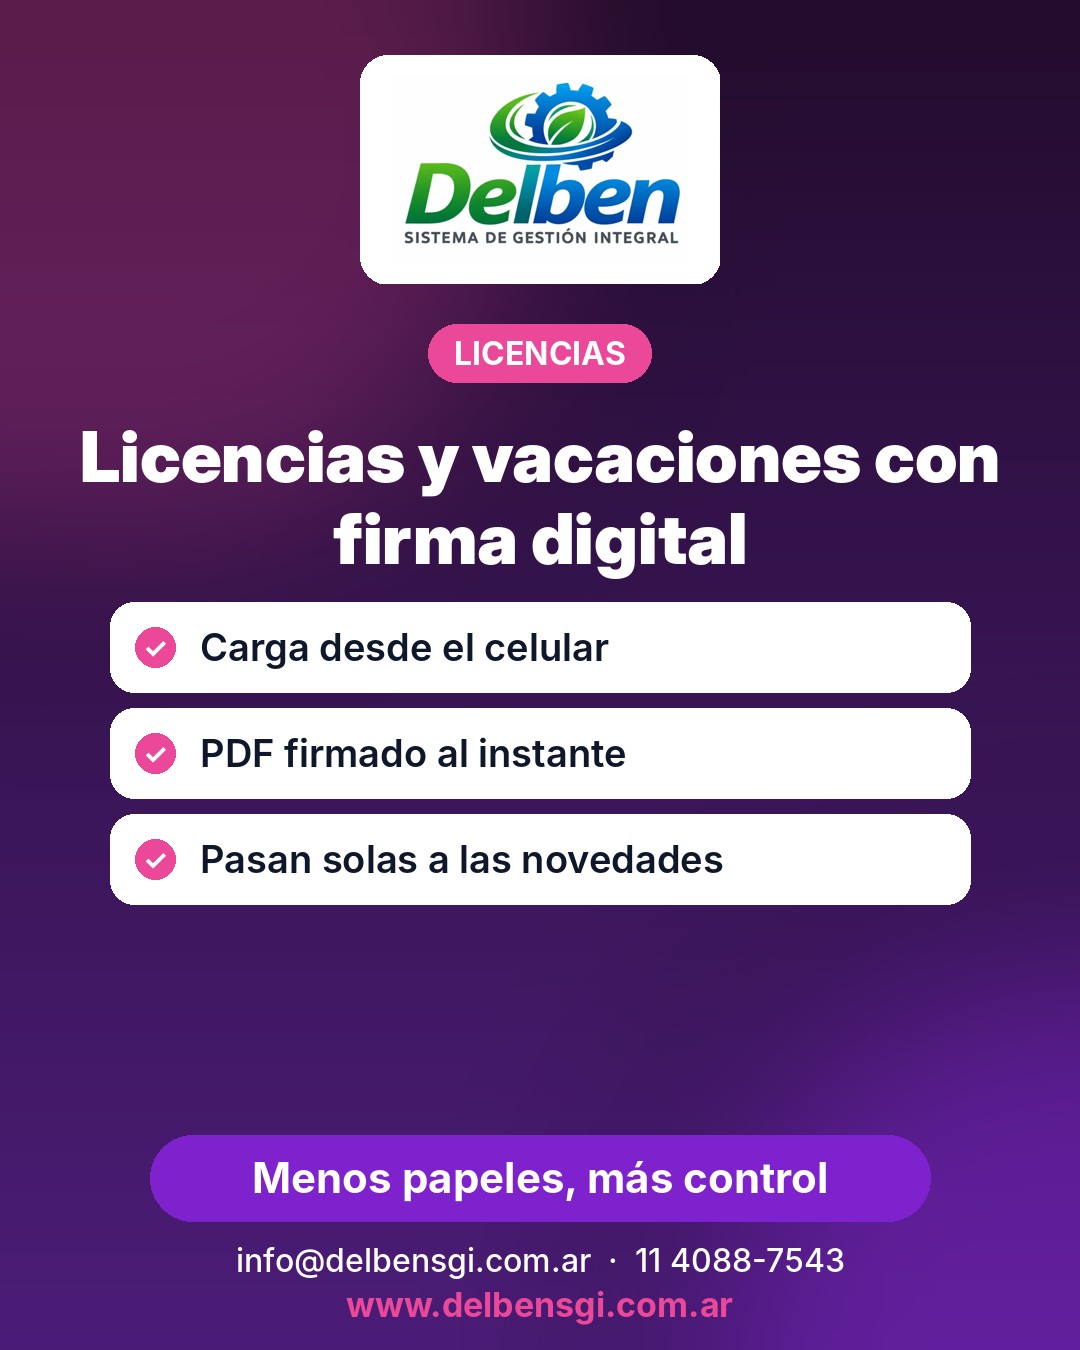 Delben
SISTEMA DE GESTIÓN INTEGRAL
LICENCIAS
Licencias y vacaciones con
firma digital
Carga desde el celular
PDF firmado al instante
Pasan solas a las novedades
Menos papeles, más control
info@delbensgi.com.ar · 11 4088-7543
www.delbensgi.com.ar